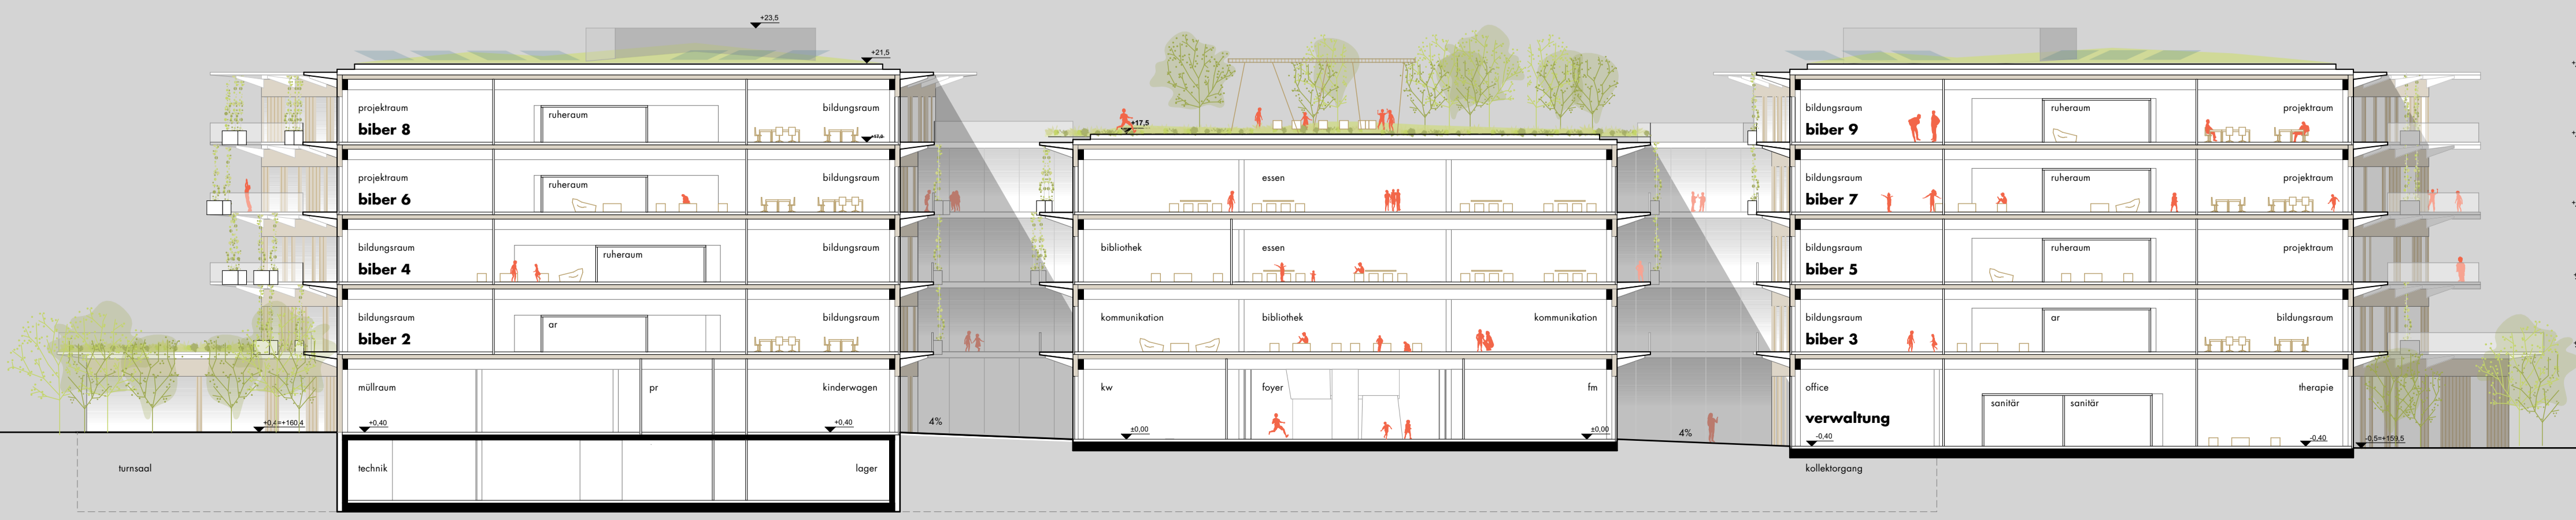 +23,5
+21,5
projektraum
biber 8
ruheraum
bildungsraum
projektraum
biber 6
ruheraum
bildungsraum
bildungsraum
biber 4
ruheraum
bildungsraum
bildungsraum
biber 2
ar
bildungsraum
müllraum
pr
kinderwagen
+0,40
+0,40
technik
lager
turnsaal
4%
+17,5
essen
bibliothek
essen
kommunikation
bibliothek
kommunikation
kw
foyer
fm
±0,00
±0,00
4%
bildungsraum
biber 9
ruheraum
projektraum
bildungsraum
biber 7
ruheraum
projektraum
bildungsraum
biber 5
ruheraum
projektraum
bildungsraum
biber 3
ar
bildungsraum
office
verwaltung
sanitär
sanitär
therapie
-0,40
-0,40
kollektorgang